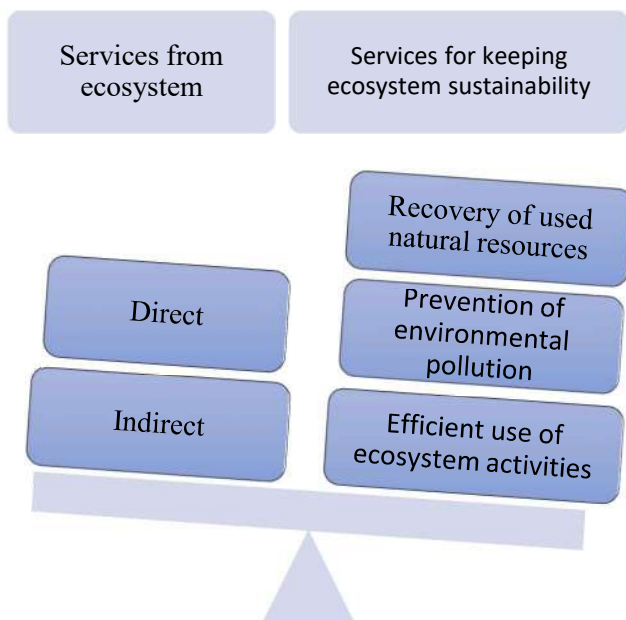 Services from
ecosystem
Services for keeping
ecosystem sustainability
Recovery of used
natural resources
Direct
Prevention of
environmental
pollution
Indirect
Efficient use of
ecosystem activities